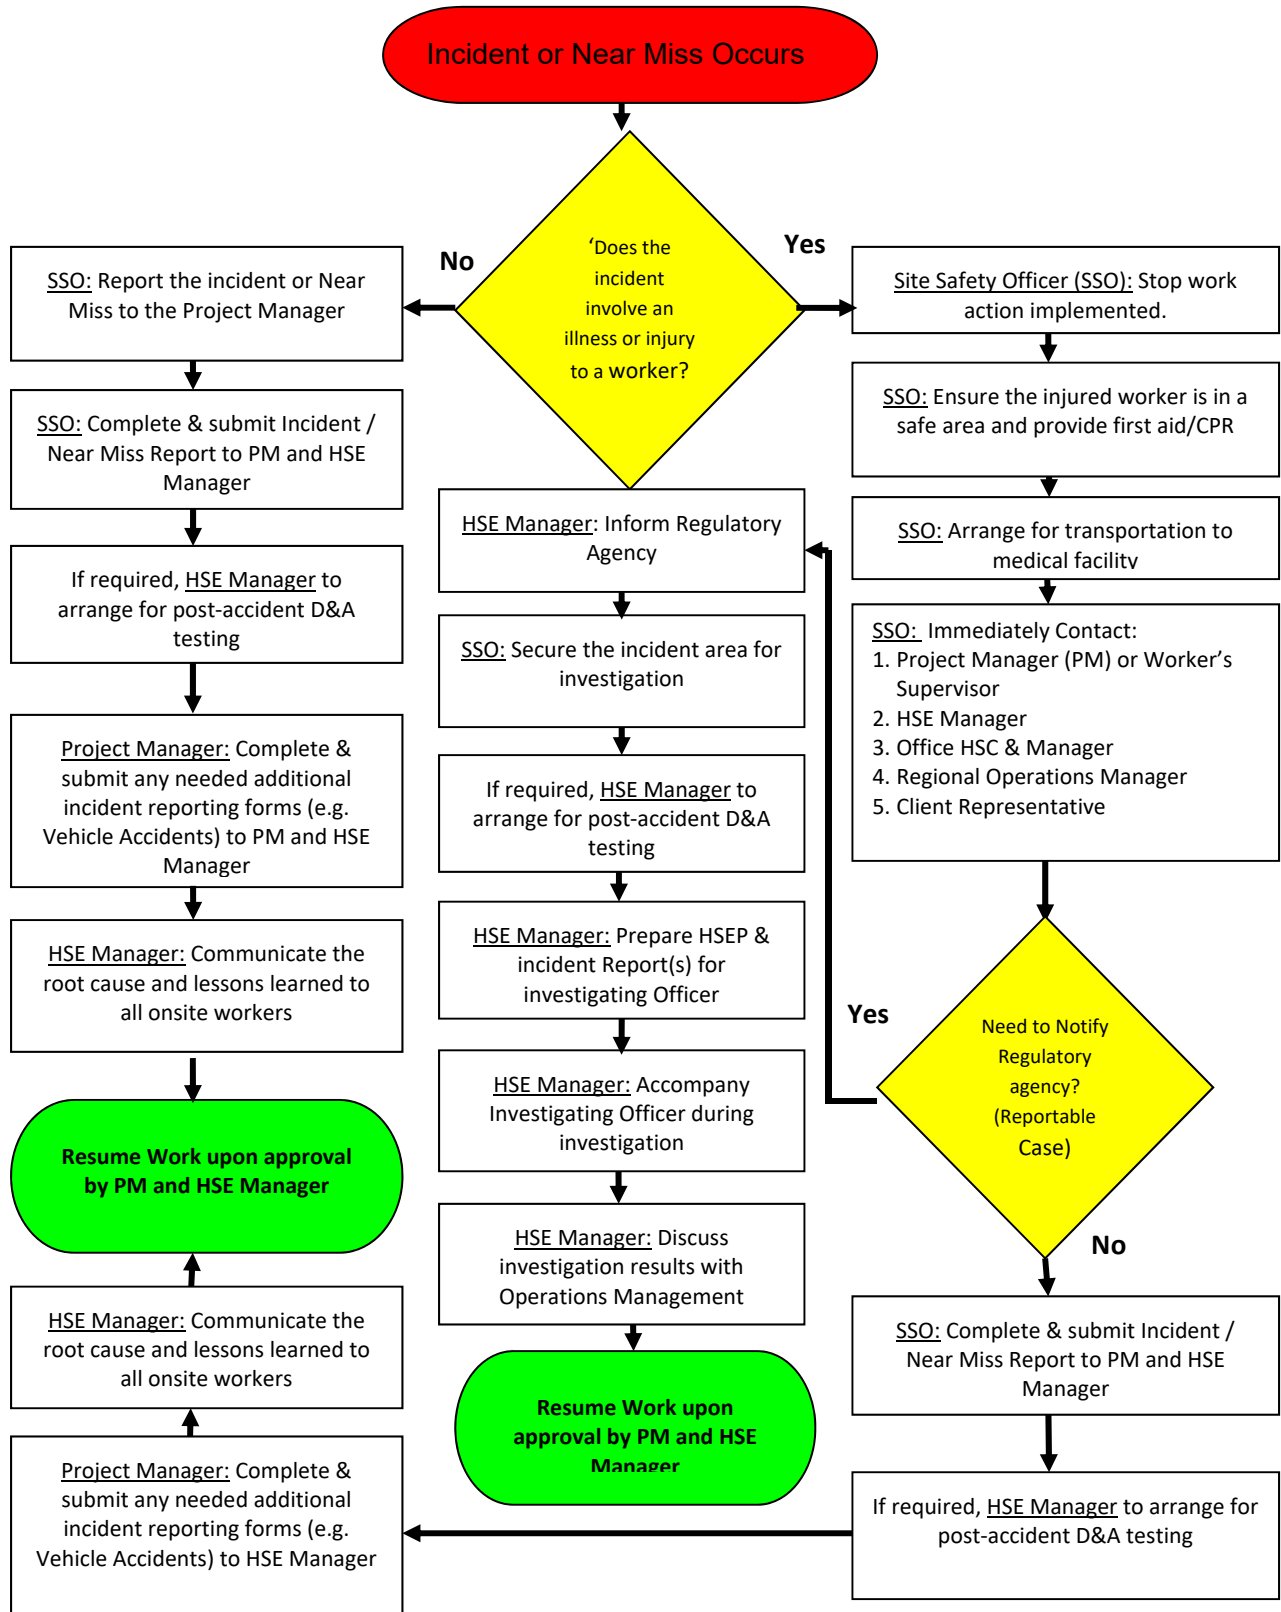 Incident or Near Miss Occurs
‘Does the
incident
involve an
illness or injury
to a worker?
No
Yes
SSO: Report the incident or Near
Miss to the Project Manager
SSO: Complete & submit Incident /
Near Miss Report to PM and HSE
Manager
If required, HSE Manager to
arrange for post-accident D&A
testing
Project Manager: Complete &
submit any needed additional
incident reporting forms (e.g.
Vehicle Accidents) to PM and HSE
Manager
HSE Manager: Communicate the
root cause and lessons learned to
all onsite workers
Resume Work upon approval
by PM and HSE Manager
HSE Manager: Communicate the
root cause and lessons learned to
all onsite workers
Project Manager: Complete &
submit any needed additional
incident reporting forms (e.g.
Vehicle Accidents) to HSE Manager
HSE Manager: Inform Regulatory
Agency
SSO: Secure the incident area for
investigation
If required, HSE Manager to
arrange for post-accident D&A
testing
HSE Manager: Prepare HSEP &
incident Report(s) for
investigating Officer
HSE Manager: Accompany
Investigating Officer during
investigation
HSE Manager: Discuss
investigation results with
Operations Management
Resume Work upon
approval by PM and HSE
Manager
Site Safety Officer (SSO): Stop work
action implemented.
SSO: Ensure the injured worker is in a
safe area and provide first aid/CPR
SSO: Arrange for transportation to
medical facility
SSO: Immediately Contact:
1. Project Manager (PM) or Worker’s
Supervisor
2. HSE Manager
3. Office HSC & Manager
4. Regional Operations Manager
5. Client Representative
Yes
Need to Notify
Regulatory
agency?
(Reportable
Case)
No
SSO: Complete & submit Incident /
Near Miss Report to PM and HSE
Manager
If required, HSE Manager to arrange for
post-accident D&A testing